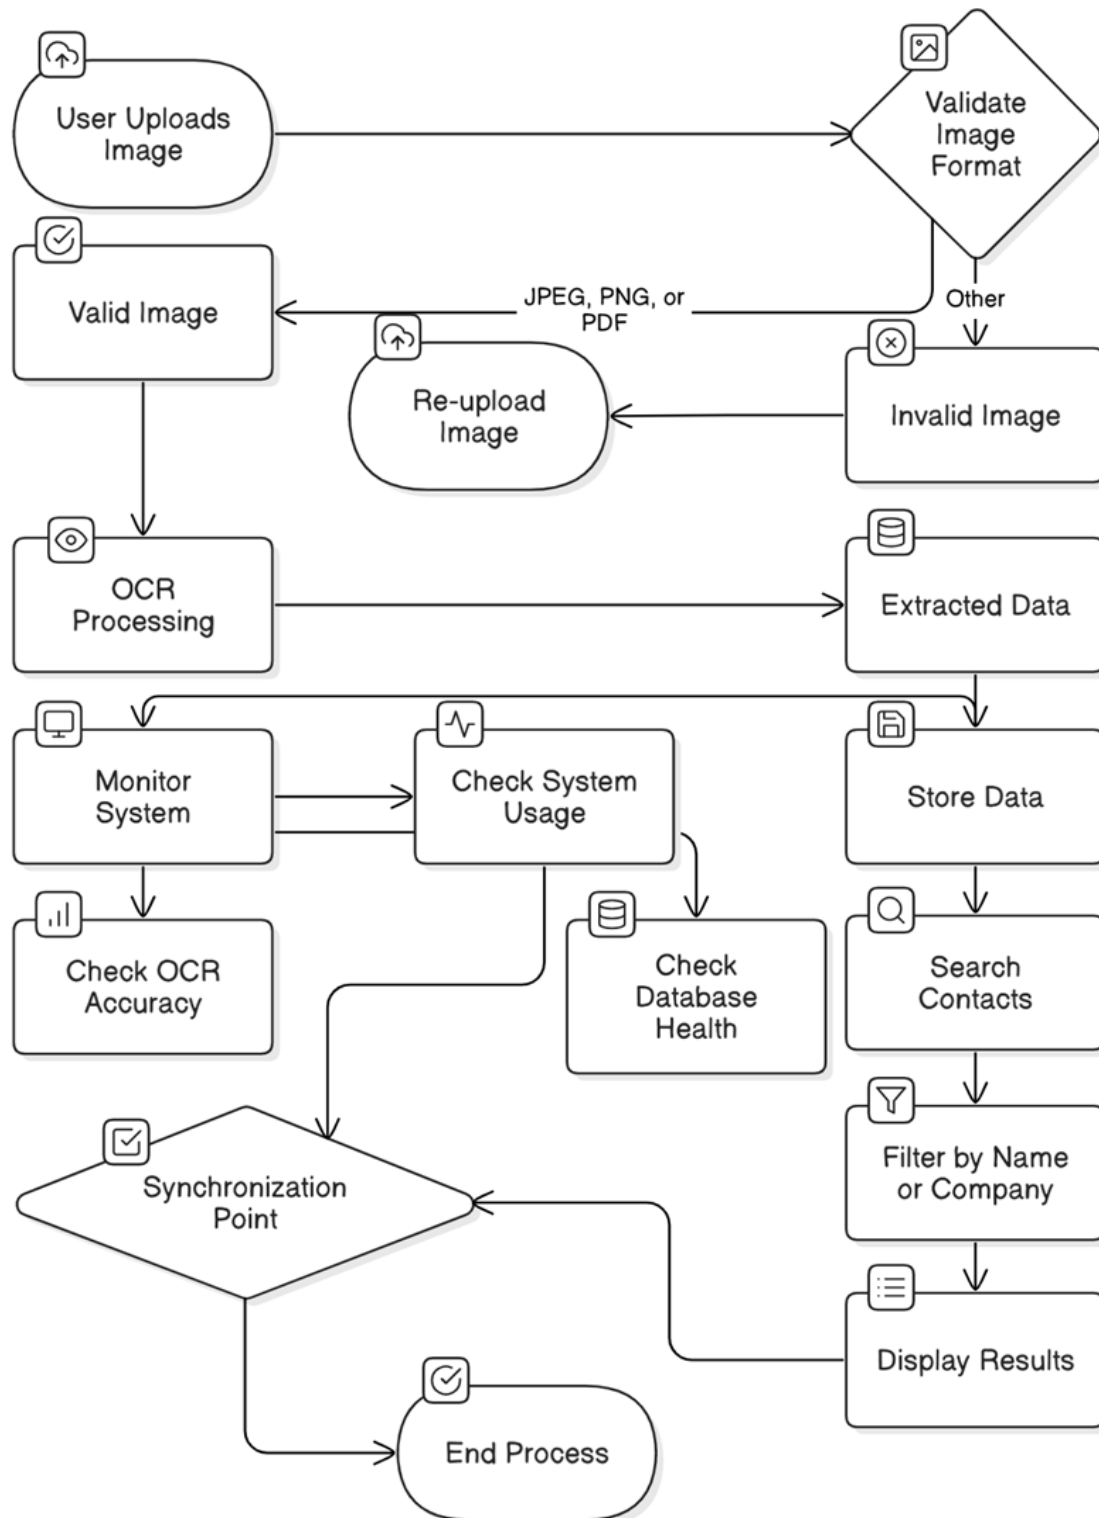 User Uploads
Image
Validate
Image
Format
Valid Image
JPEG, PNG, or
PDF
Other
Re-upload
Image
Invalid Image
OCR
Processing
Extracted Data
Monitor
System
Check System
Usage
Store Data
Check OCR
Accuracy
Check
Database
Health
Search
Contacts
Synchronization
Point
Filter by Name
or Company
Display Results
End Process